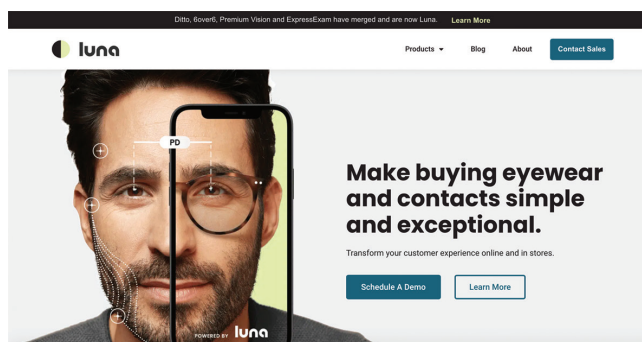 Ditto, 6over6, Premium Vision and ExpressExam have merged and are now Luna. Learn More
luna Products Blog About Contact Sales
PD
Make buying eyewear
and contacts simple
and exceptional.
Transform your customer experience online and in stores.
Schedule A Demo Learn More
POWERED BY luna